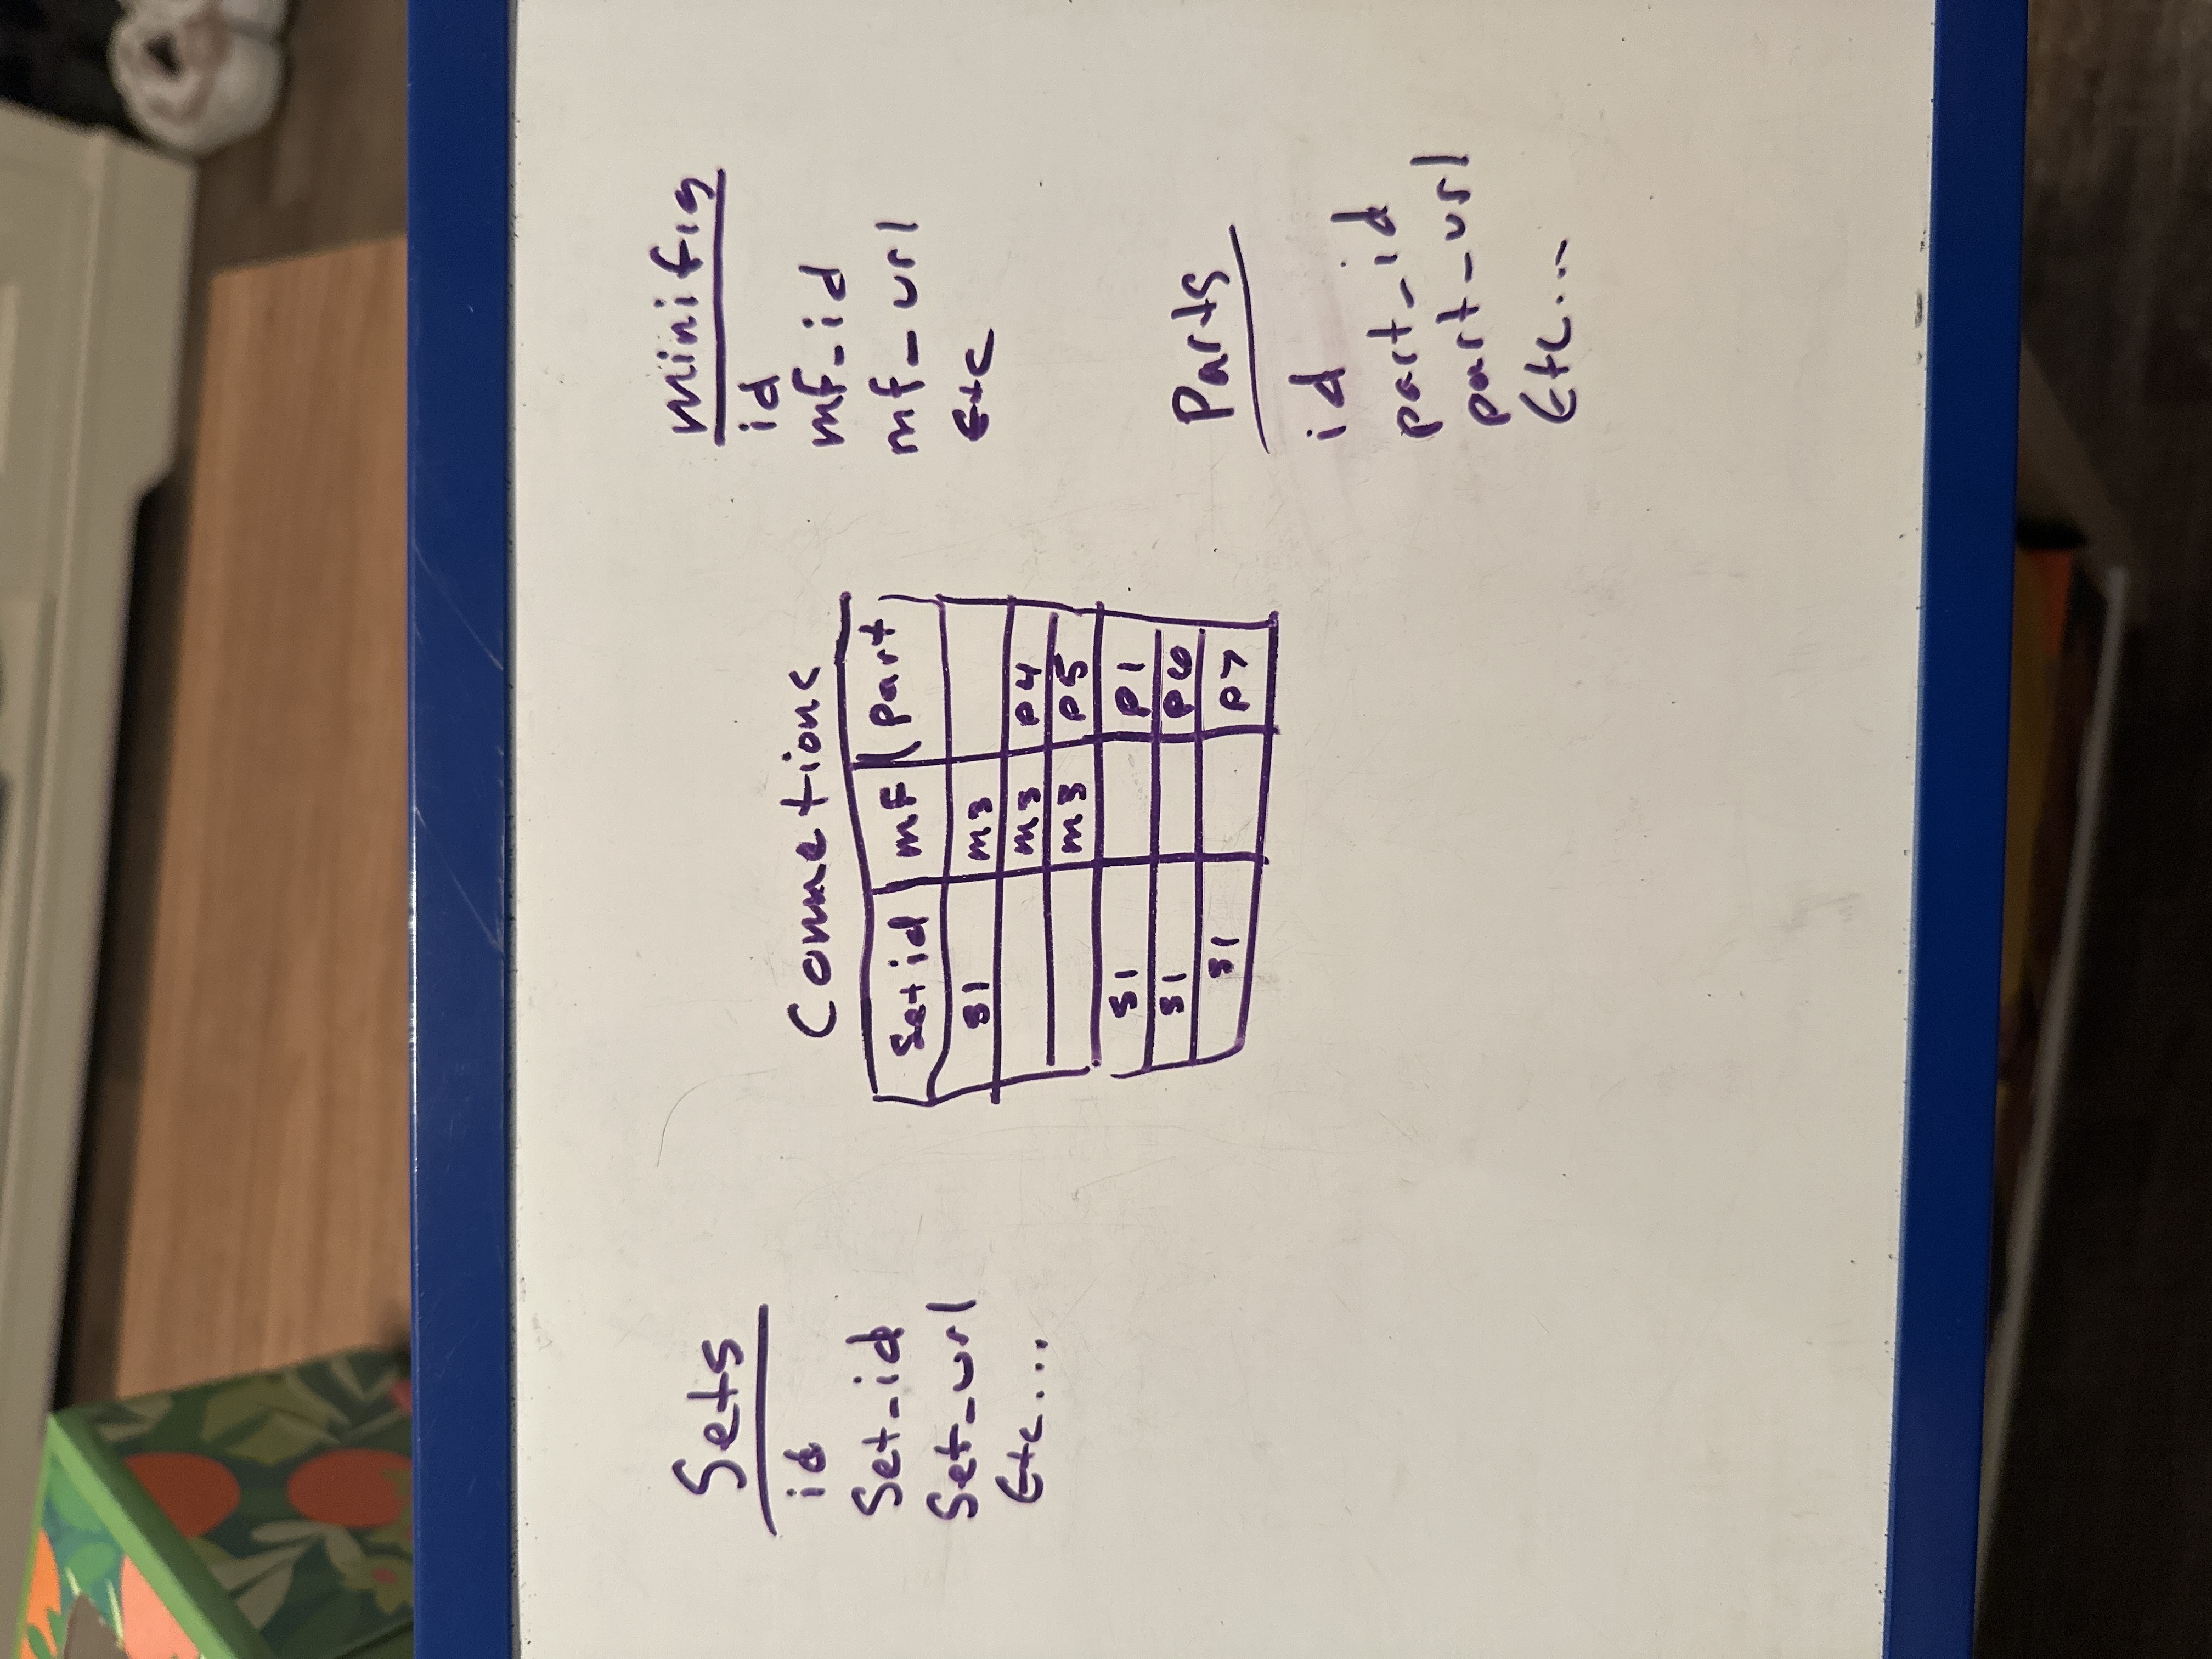 Sets
id
Set_id
Set_url
Etc...
Connetions
Set id mf part
S1 m3
m3 p4
m3 p5
S1 p1
S1 p6
S1 p7
minifig
id
mf_id
mf_url
Etc
Parts
id
part_id
part_url
Etc...